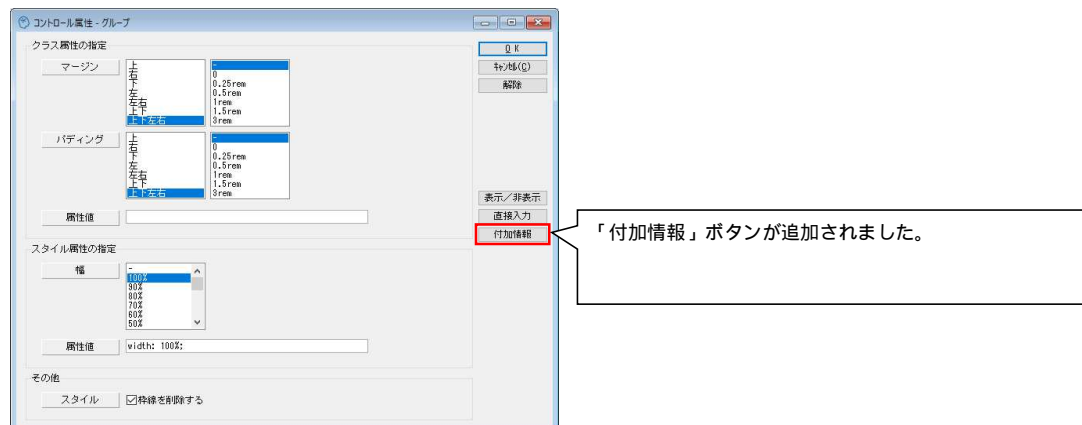 コントロール属性 - グループ
クラス属性の指定
マージン
上
右
下
左
左右
上下
上下左右
-
0
0.25rem
0.5rem
1rem
1.5rem
3rem
パディング
上
右
下
左
左右
上下
上下左右
-
0
0.25rem
0.5rem
1rem
1.5rem
3rem
属性値
スタイル属性の指定
幅
-
100%
90%
80%
70%
60%
50%
属性値
width: 100%;
その他
スタイル
枠線を削除する
O K
キャンセル(C)
解除
表示／非表示
直接入力
付加情報
「付加情報」ボタンが追加されました。